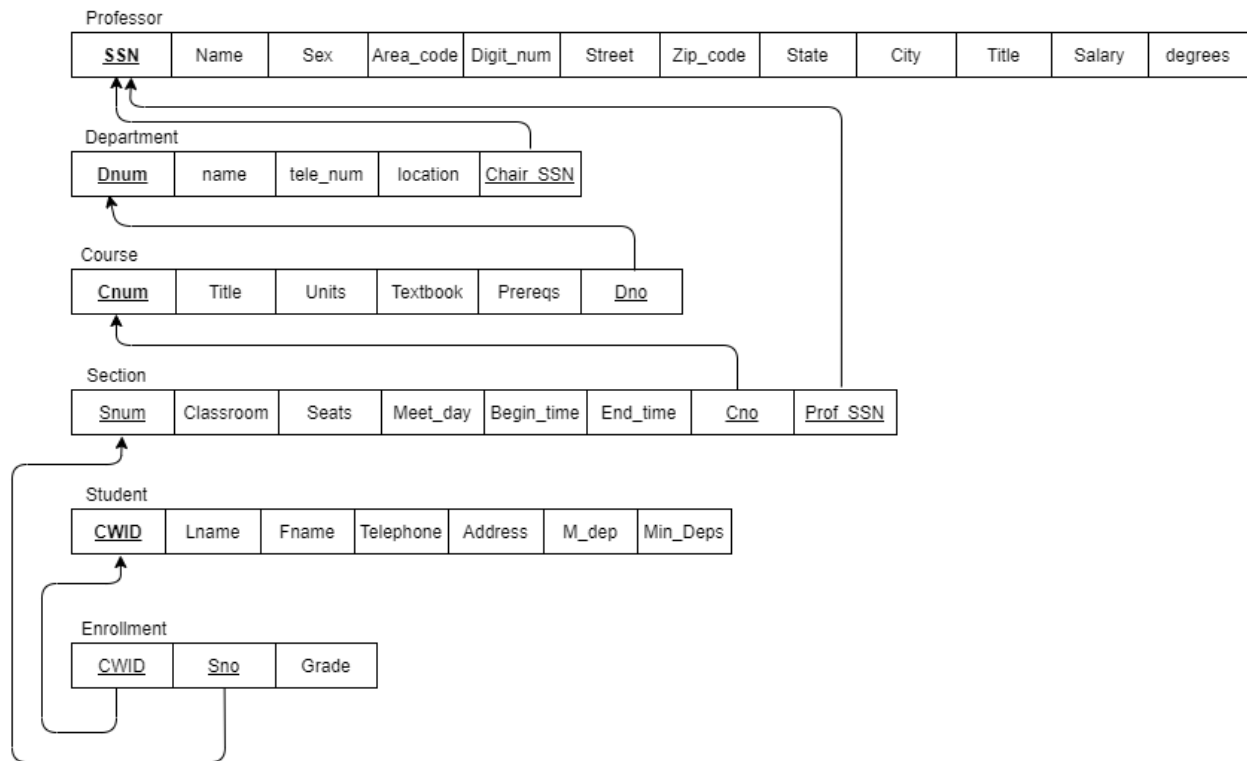 Professor
SSN Name Sex Area_code Digit_num Street Zip_code State City Title Salary degrees
Department
Dnum name tele_num location Chair_SSN
Course
Cnum Title Units Textbook Prereqs Dno
Section
Snum Classroom Seats Meet_day Begin_time End_time Cno Prof_SSN
Student
CWID Lname Fname Telephone Address M_dep Min_Deps
Enrollment
CWID Sno Grade